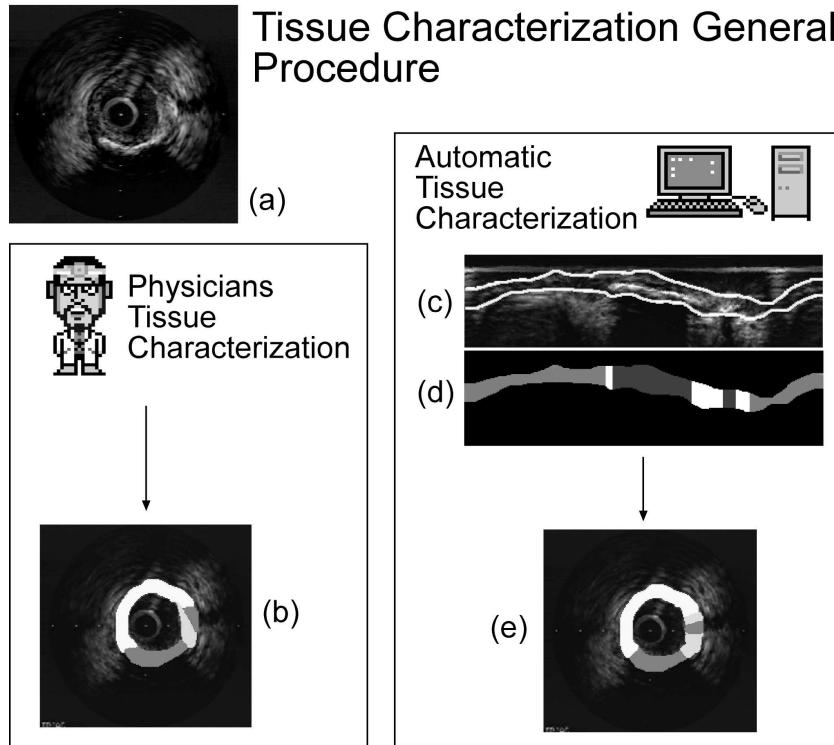 Tissue Characterization General
Procedure
(a)
Automatic
Tissue
Characterization
Physicians
Tissue
Characterization
(c)
(d)
(b)
(e)